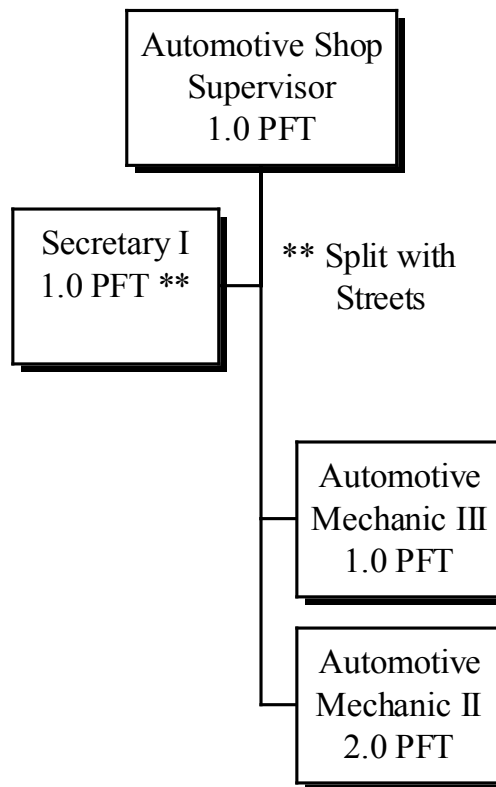 Automotive Shop
Supervisor
1.0 PFT
Secretary I
1.0 PFT **
** Split with
Streets
Automotive
Mechanic III
1.0 PFT
Automotive
Mechanic II
2.0 PFT